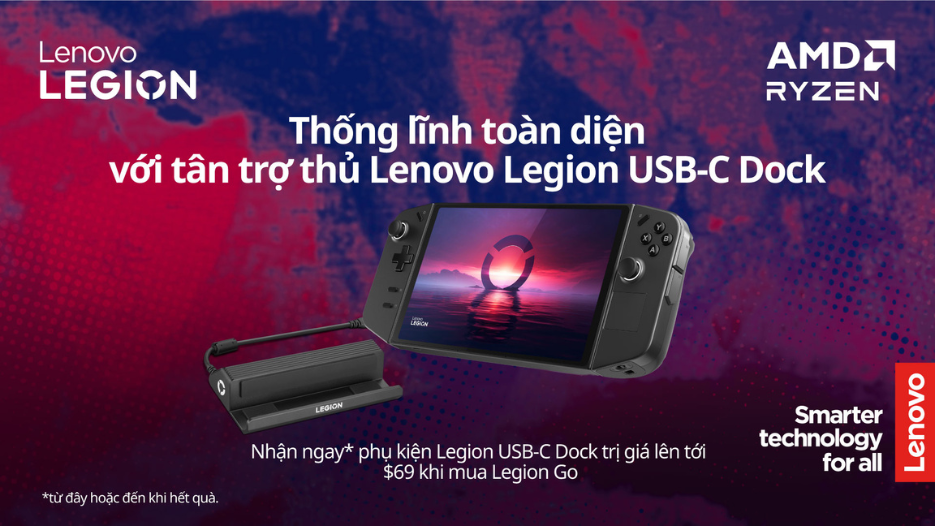 Lenovo
LEGION
AMD
RYZEN
Thống lĩnh toàn diện
với tân trợ thủ Lenovo Legion USB-C Dock
Y
X B
A
Lenovo
LEGION
LEGION
Nhận ngay* phụ kiện Legion USB-C Dock trị giá lên tới
$69 khi mua Legion Go
Smarter
technology
for all
Lenovo
*từ đây hoặc đến khi hết quà.